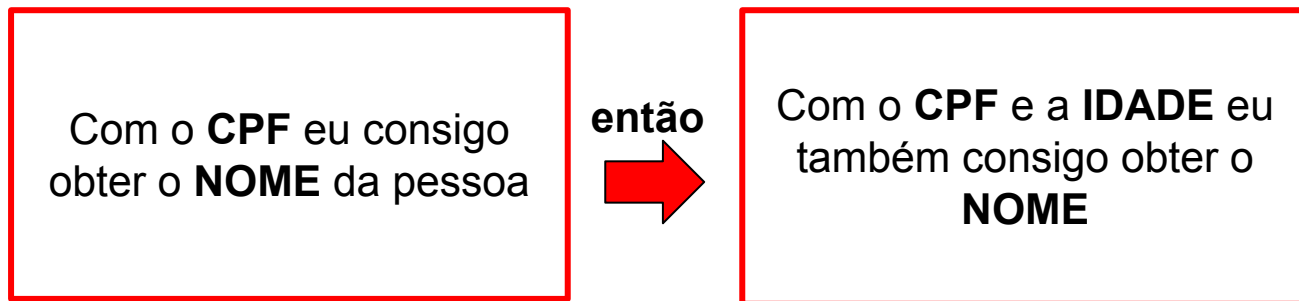 Com o CPF eu consigo
obter o NOME da pessoa
então
Com o CPF e a IDADE eu
também consigo obter o
NOME